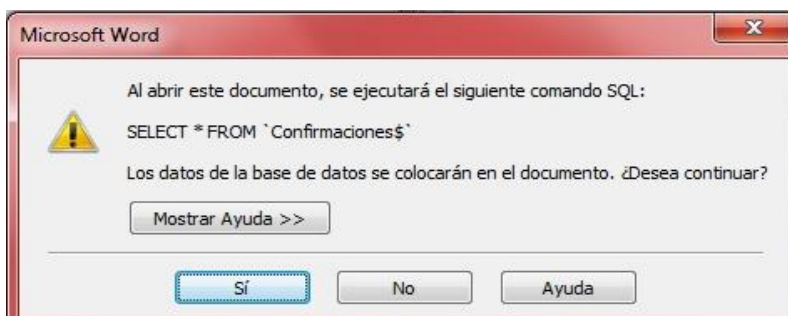 Microsoft Word
Al abrir este documento, se ejecutará el siguiente comando SQL:
SELECT * FROM `Confirmaciones$`
Los datos de la base de datos se colocarán en el documento. ¿Desea continuar?
Mostrar Ayuda >>
Sí
No
Ayuda